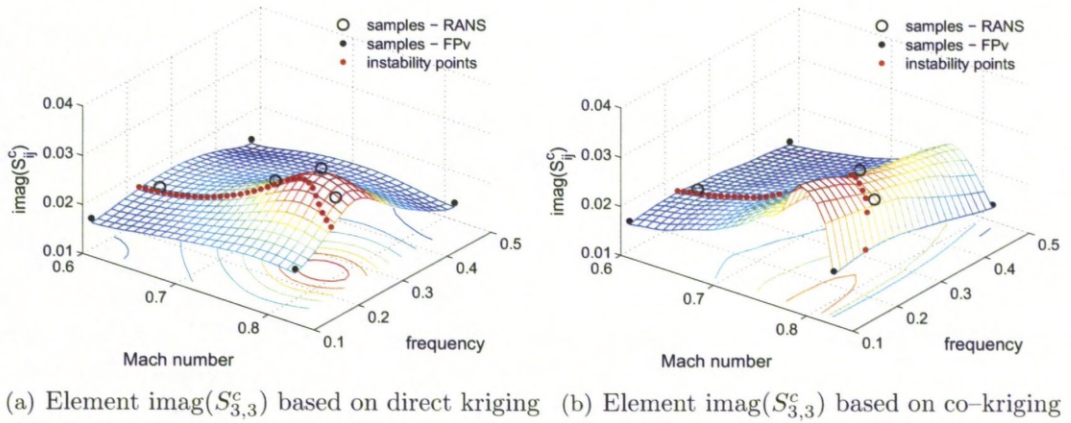 samples − RANS
samples − FPv
instability points
0.04
0.03
0.02
0.01
imag(S^c_ij)
0.6
0.7
0.8
Mach number
0.1
0.2
0.3
0.4
0.5
frequency
(a) Element imag(S^c_{3,3}) based on direct kriging
samples − RANS
samples − FPv
instability points
0.04
0.03
0.02
0.01
imag(S^c_ij)
0.6
0.7
0.8
Mach number
0.1
0.2
0.3
0.4
0.5
frequency
(b) Element imag(S^c_{3,3}) based on co–kriging